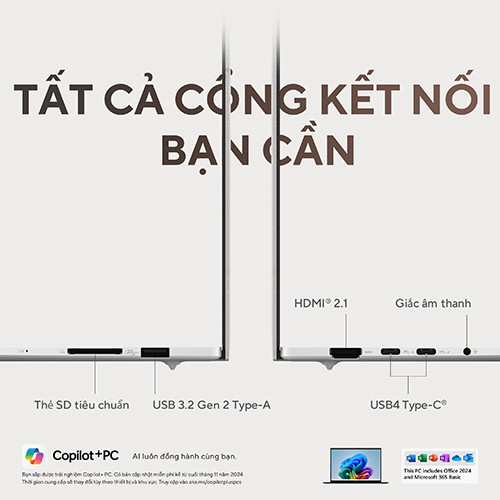 TẤT CẢ CỔNG KẾT NỐI
BẠN CẦN
HDMI® 2.1
Giắc âm thanh
Thẻ SD tiêu chuẩn
USB 3.2 Gen 2 Type-A
USB4 Type-C®
Copilot+PC
AI luôn đồng hành cùng bạn.
Bạn sắp được trải nghiệm Copilot+ PC. Có bản cập nhật miễn phí kể từ cuối tháng 11 năm 2024.
Thời gian cung cấp sẽ thay đổi tùy theo thiết bị và khu vực. Truy cập vào aka.ms/copilotpluspcs
This PC includes Office 2024
and Microsoft 365 Basic